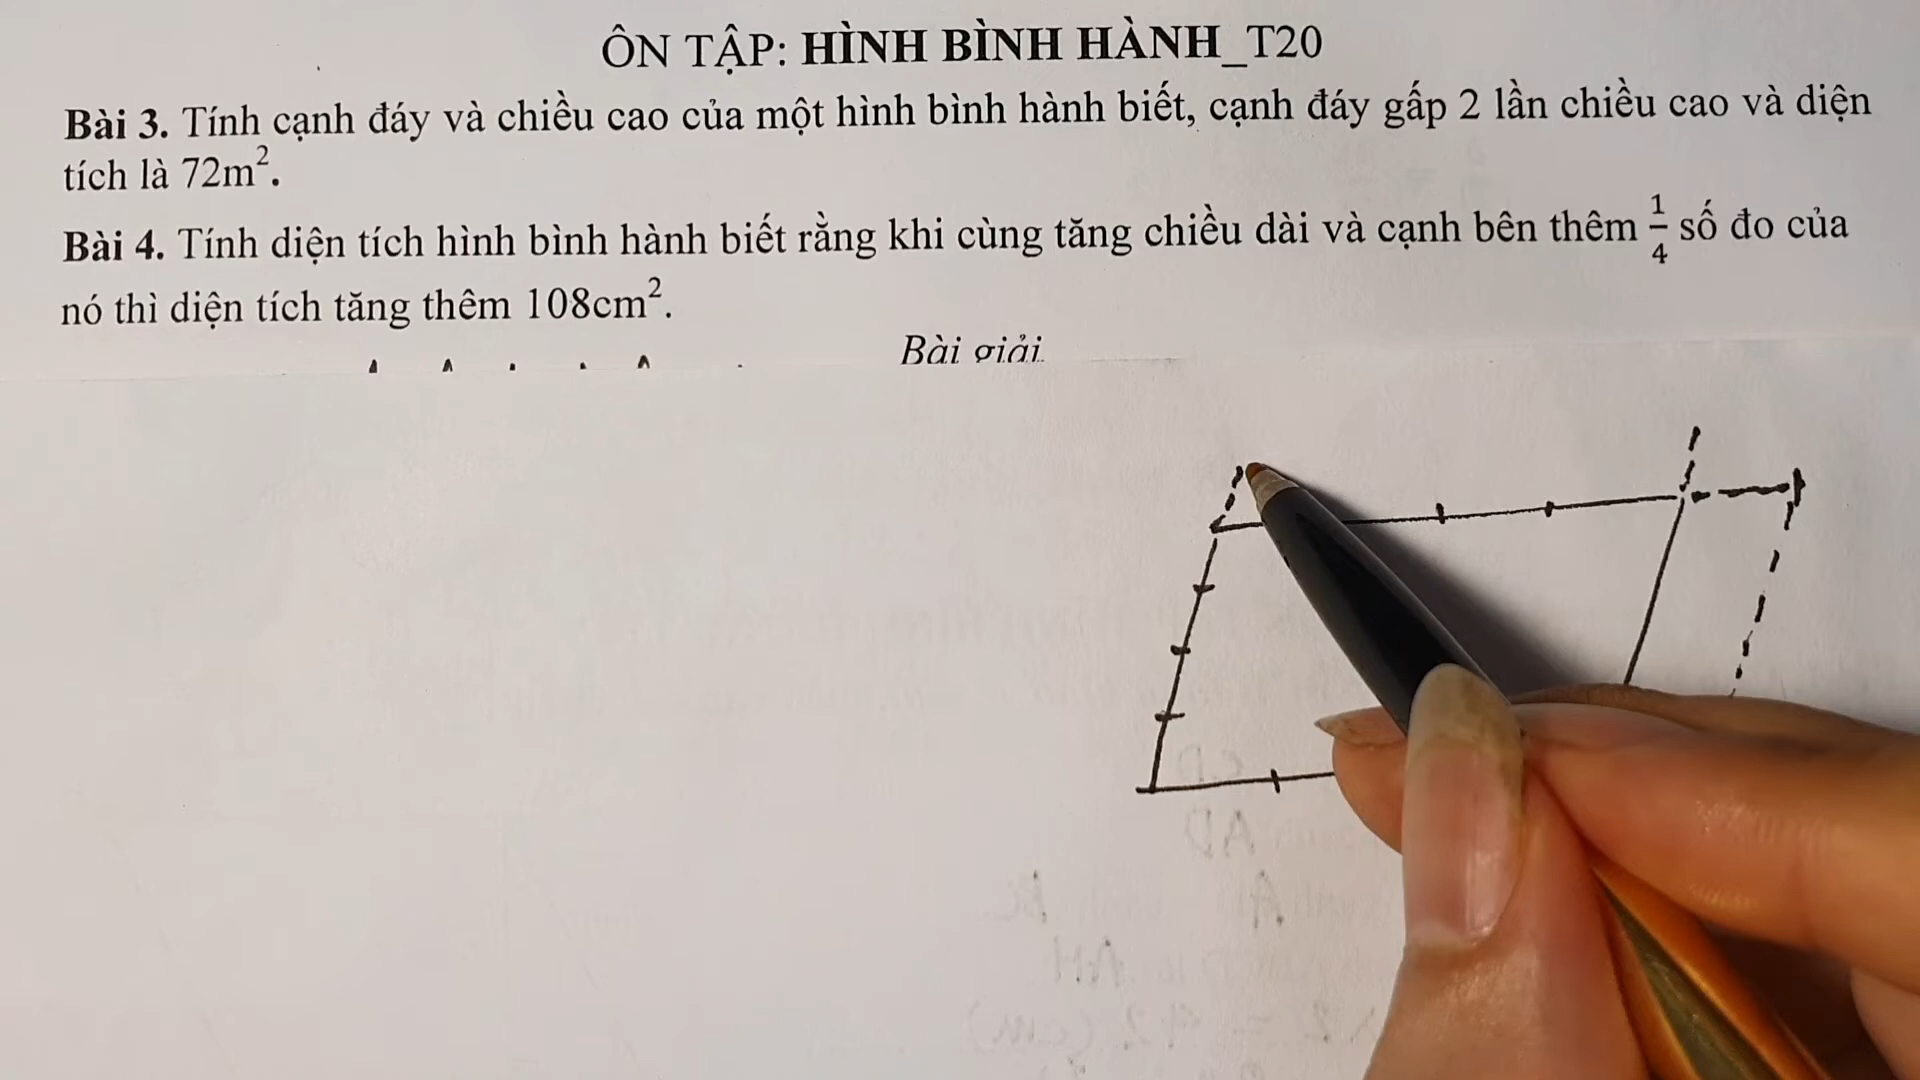 ÔN TẬP: HÌNH BÌNH HÀNH_T20
Bài 3. Tính cạnh đáy và chiều cao của một hình bình hành biết, cạnh đáy gấp 2 lần chiều cao và diện
tích là 72m².
Bài 4. Tính diện tích hình bình hành biết rằng khi cùng tăng chiều dài và cạnh bên thêm 1/4 số đo của
nó thì diện tích tăng thêm 108cm².
Bài giải